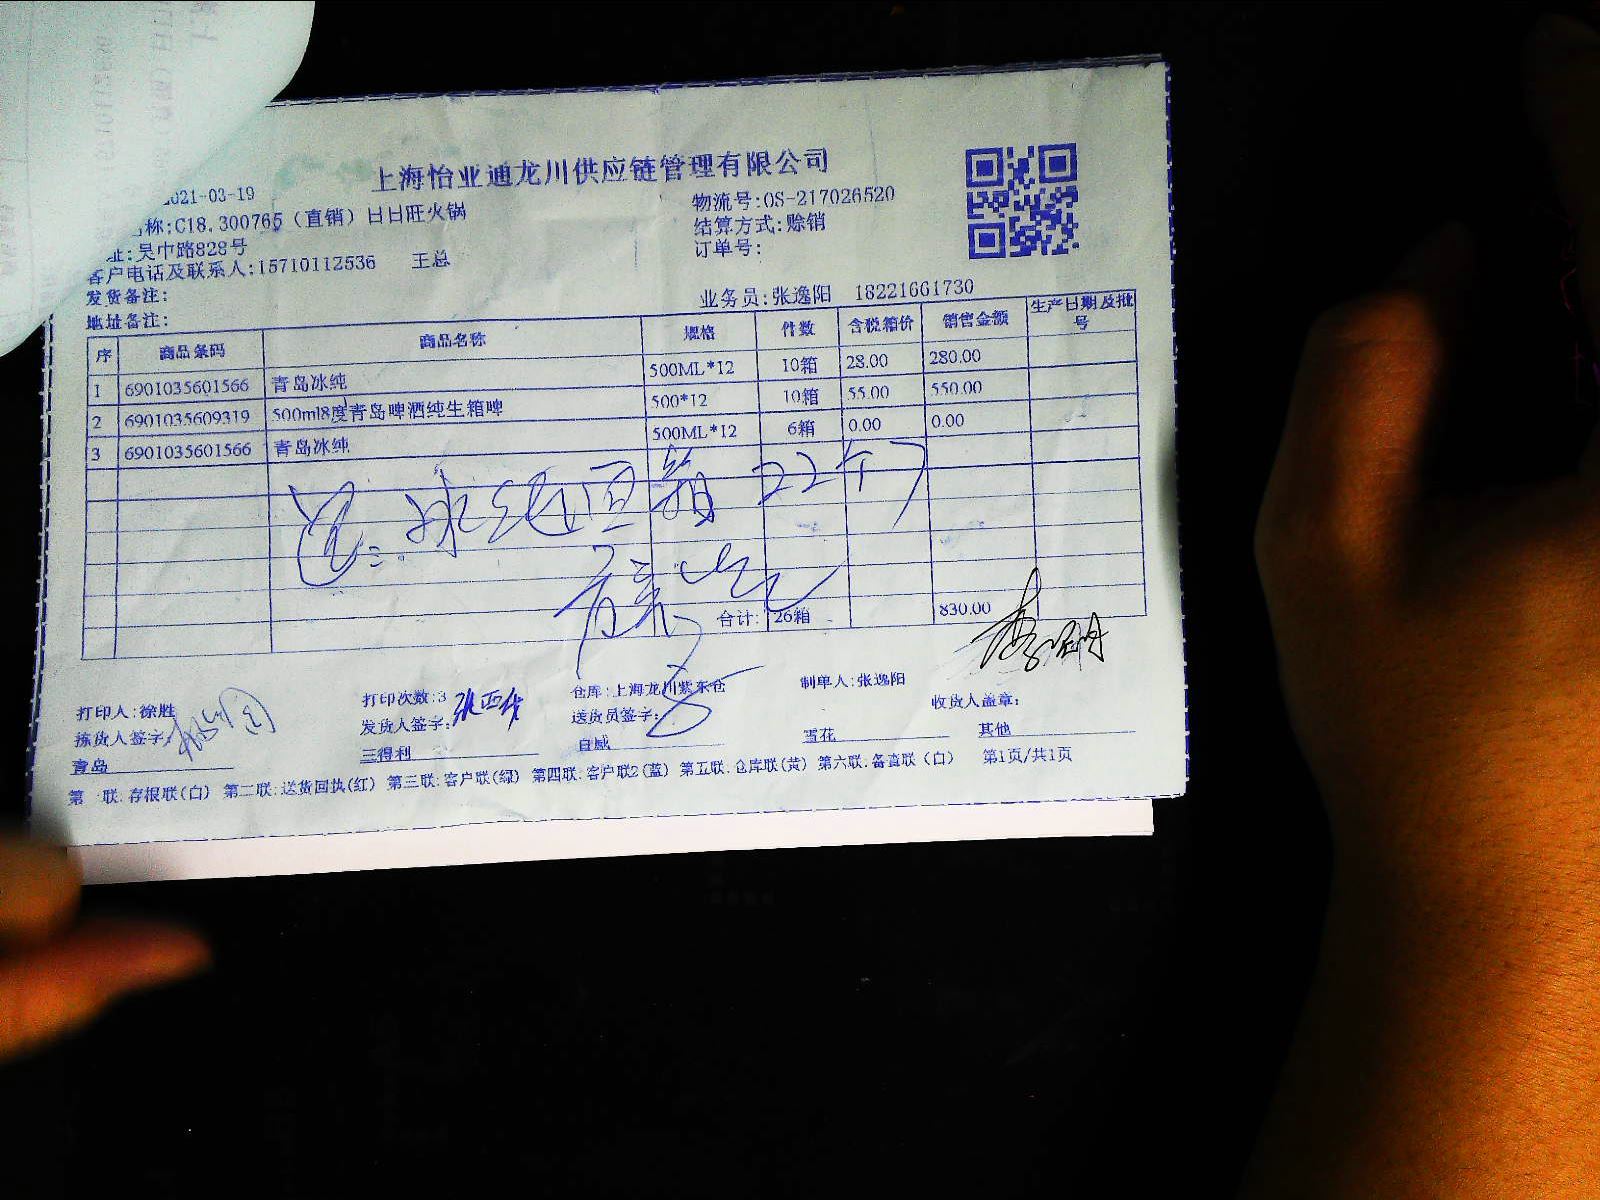 上海怡亚通龙川供应链管理有限公司
021-03-19
物流号:OS-217026520
称:C18.300765（直销）日日旺火锅
结算方式:赊销
址:吴中路828号
订单号:
客户电话及联系人:15710112536 王总
发货备注:
业务员:张逸阳 18221661730
地址备注:
序 商品条码 商品名称 规格 件数 含税箱价 销售金额 生产日期及批号
1 6901035601566 青岛冰纯 500ML*12 10箱 28.00 280.00
2 6901035609319 500ml8度青岛啤酒纯生箱啤 500*12 10箱 55.00 550.00
3 6901035601566 青岛冰纯 500ML*12 6箱 0.00 0.00
冰纯 箱 22个
合计: 26箱 830.00
打印人:徐胜 打印次数:3 仓库:上海龙川紫东仓 制单人:张逸阳
拣货人签字: 发货人签字: 送货员签字: 收货人盖章:
青岛 三得利 百威 雪花 其他
第一联:存根联(白) 第二联:送货回执(红) 第三联:客户联(绿) 第四联:客户联2(蓝) 第五联:仓库联(黄) 第六联:备查联(白) 第1页/共1页